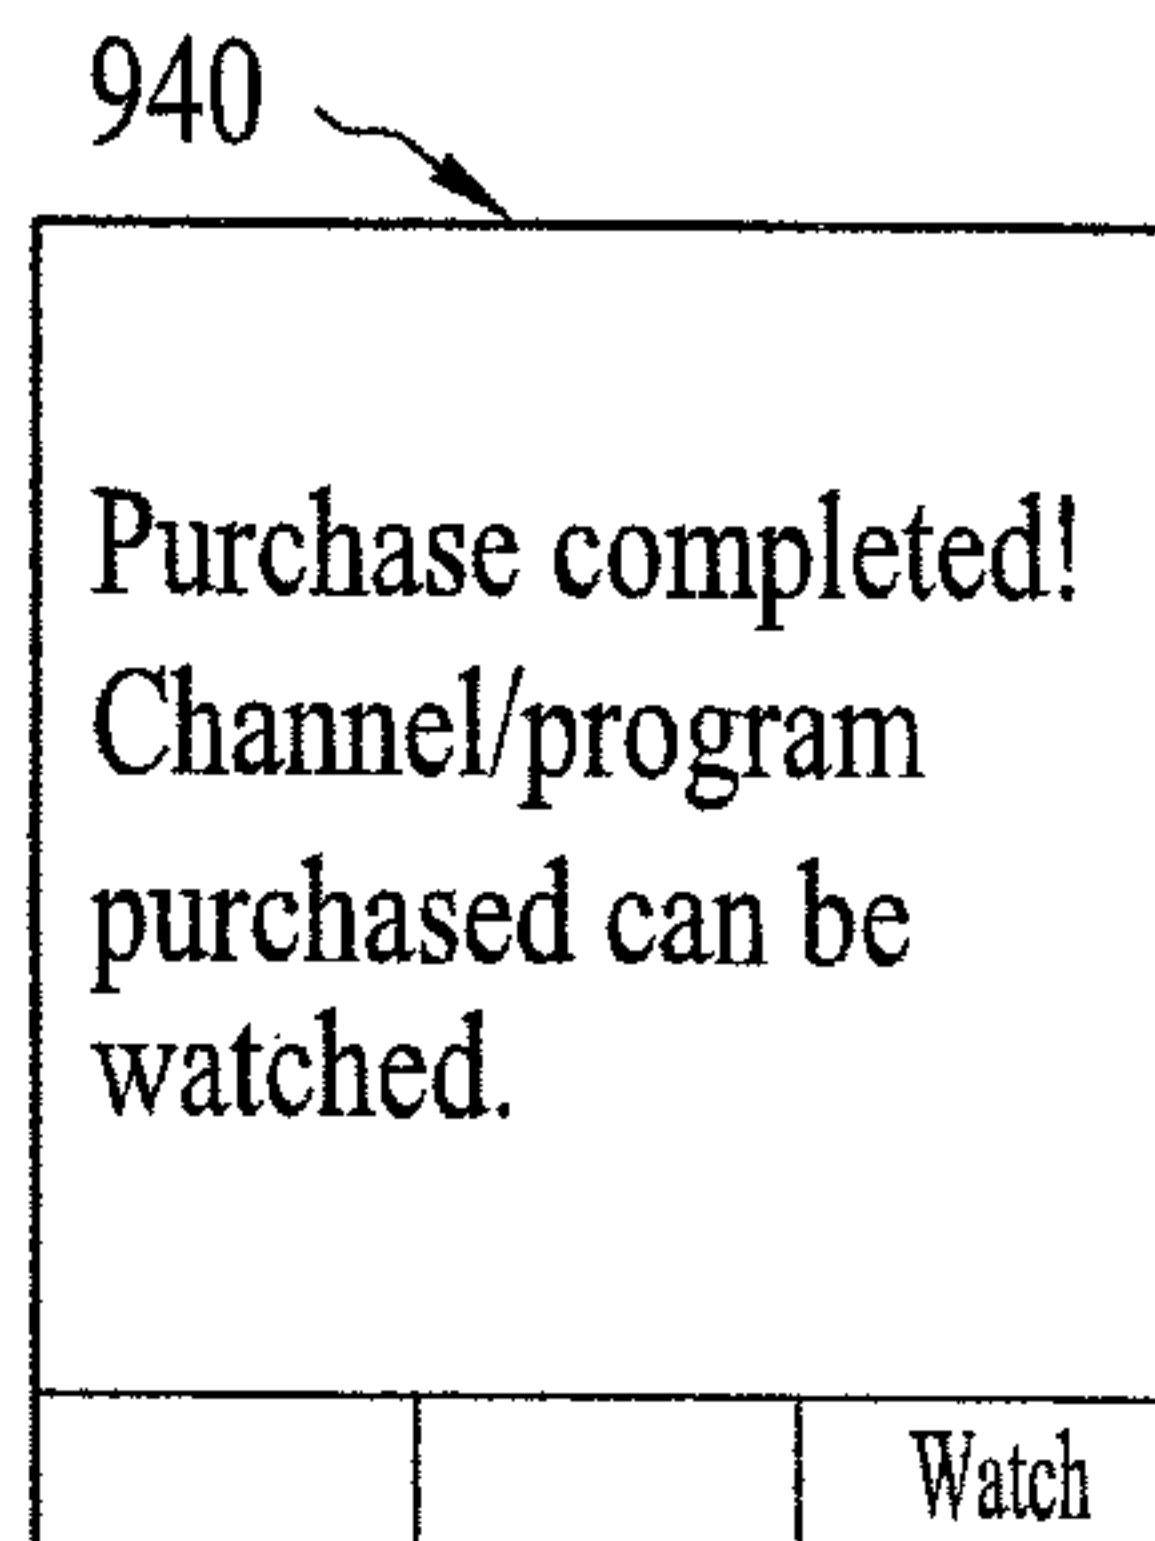 940
Purchase completed!
Channel/program
purchased can be
watched.
Watch